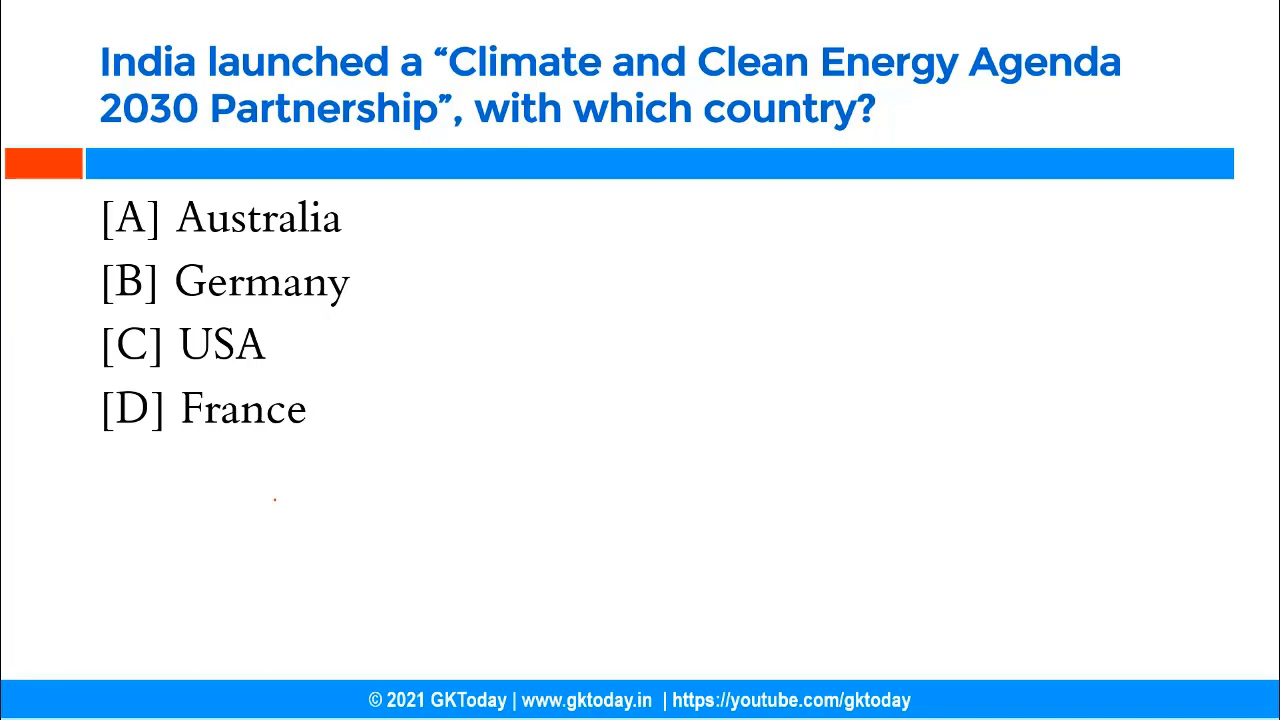 India launched a “Climate and Clean Energy Agenda
2030 Partnership”, with which country?
[A] Australia
[B] Germany
[C] USA
[D] France
© 2021 GKToday | www.gktoday.in | https://youtube.com/gktoday